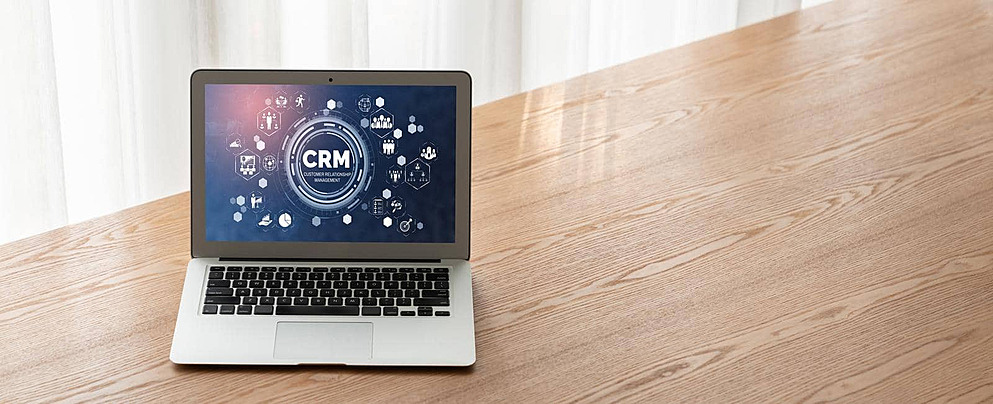 CRM
CUSTOMER RELATIONSHIP
MANAGEMENT